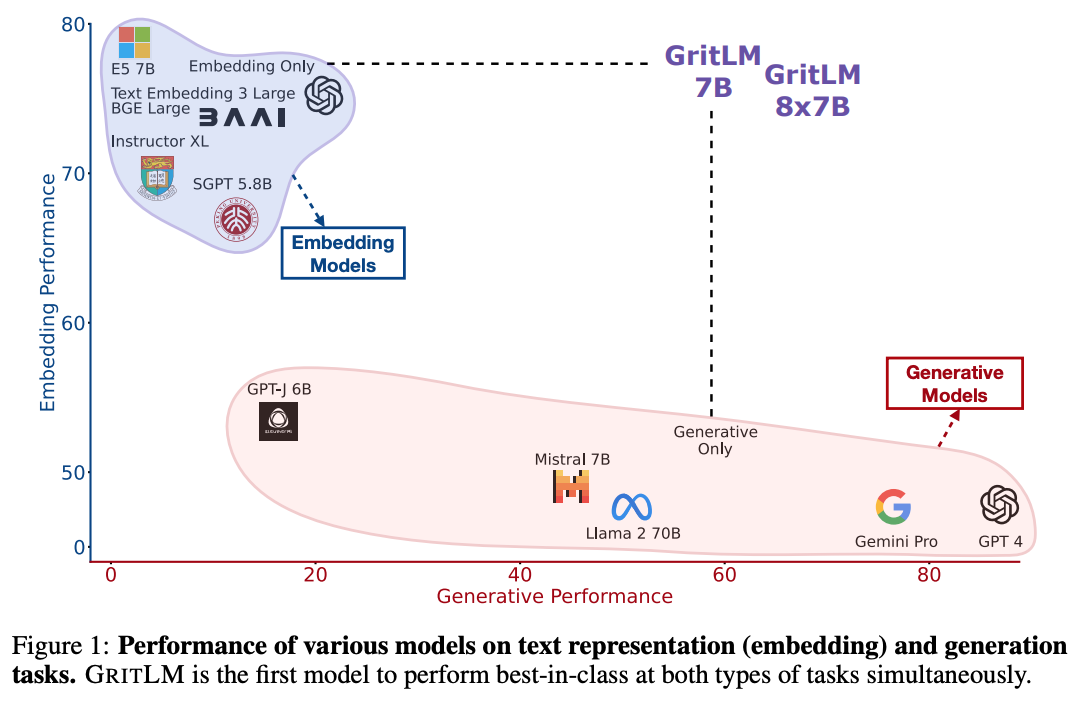 80
70
60
50
0
Embedding Performance
E5 7B
Embedding Only
Text Embedding 3 Large
BGE Large
BAAI
Instructor XL
SGPT 5.8B
Embedding
Models
GritLM
7B
GritLM
8x7B
GPT-J 6B
Generative
Only
Mistral 7B
Llama 2 70B
Gemini Pro
GPT 4
Generative
Models
0
20
40
60
80
Generative Performance
Figure 1: Performance of various models on text representation (embedding) and generation
tasks. GRITLM is the first model to perform best-in-class at both types of tasks simultaneously.